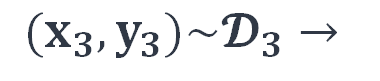 (𝐱₃, 𝐲₃)~𝓓₃ →